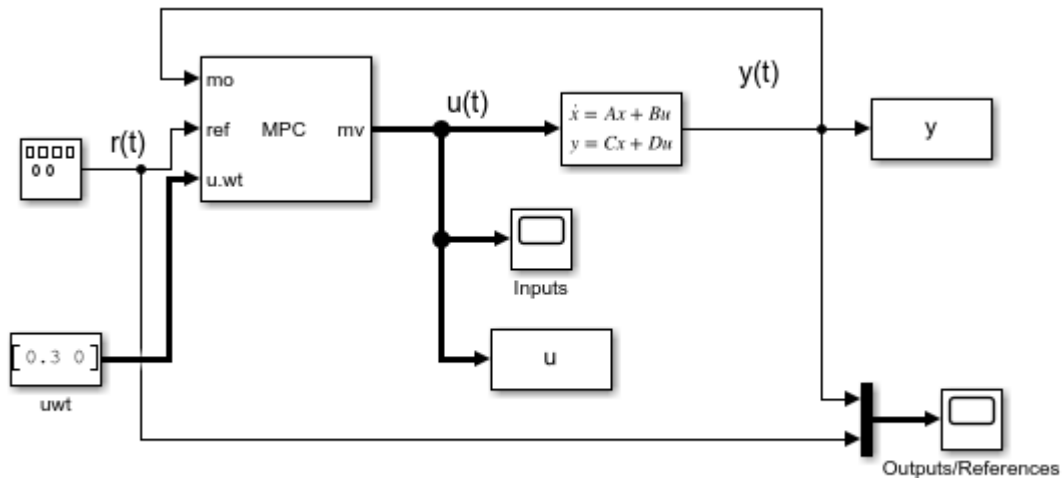 mo
ref
u.wt
MPC
mv
r(t)
u(t)
y(t)
ẋ = Ax + Bu
y = Cx + Du
y
Inputs
u
[ 0.3 0 ]
uwt
Outputs/References